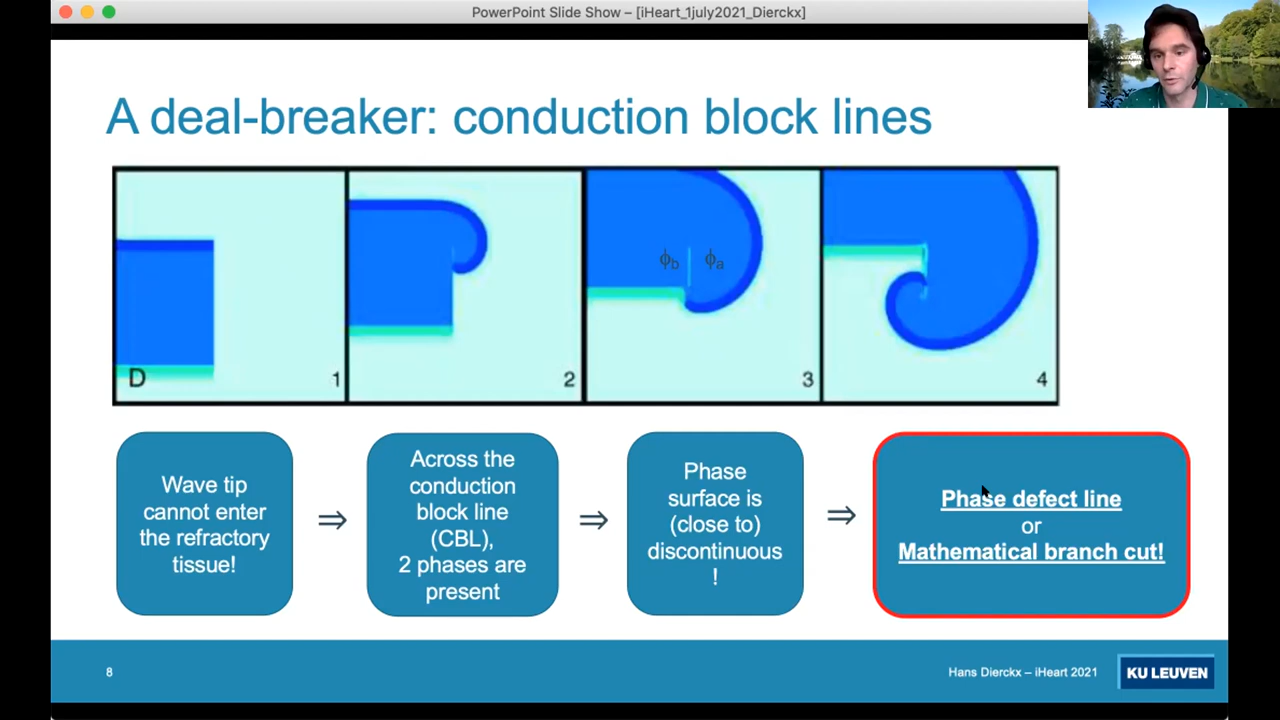 PowerPoint Slide Show – [iHeart_1july2021_Dierckx]
A deal-breaker: conduction block lines
D
1
2
ϕb
ϕa
3
4
Wave tip
cannot enter
the refractory
tissue!
⇒
Across the
conduction
block line
(CBL),
2 phases are
present
⇒
Phase
surface is
(close to)
discontinuous
!
⇒
Phase defect line
or
Mathematical branch cut!
8
Hans Dierckx – iHeart 2021
KU LEUVEN